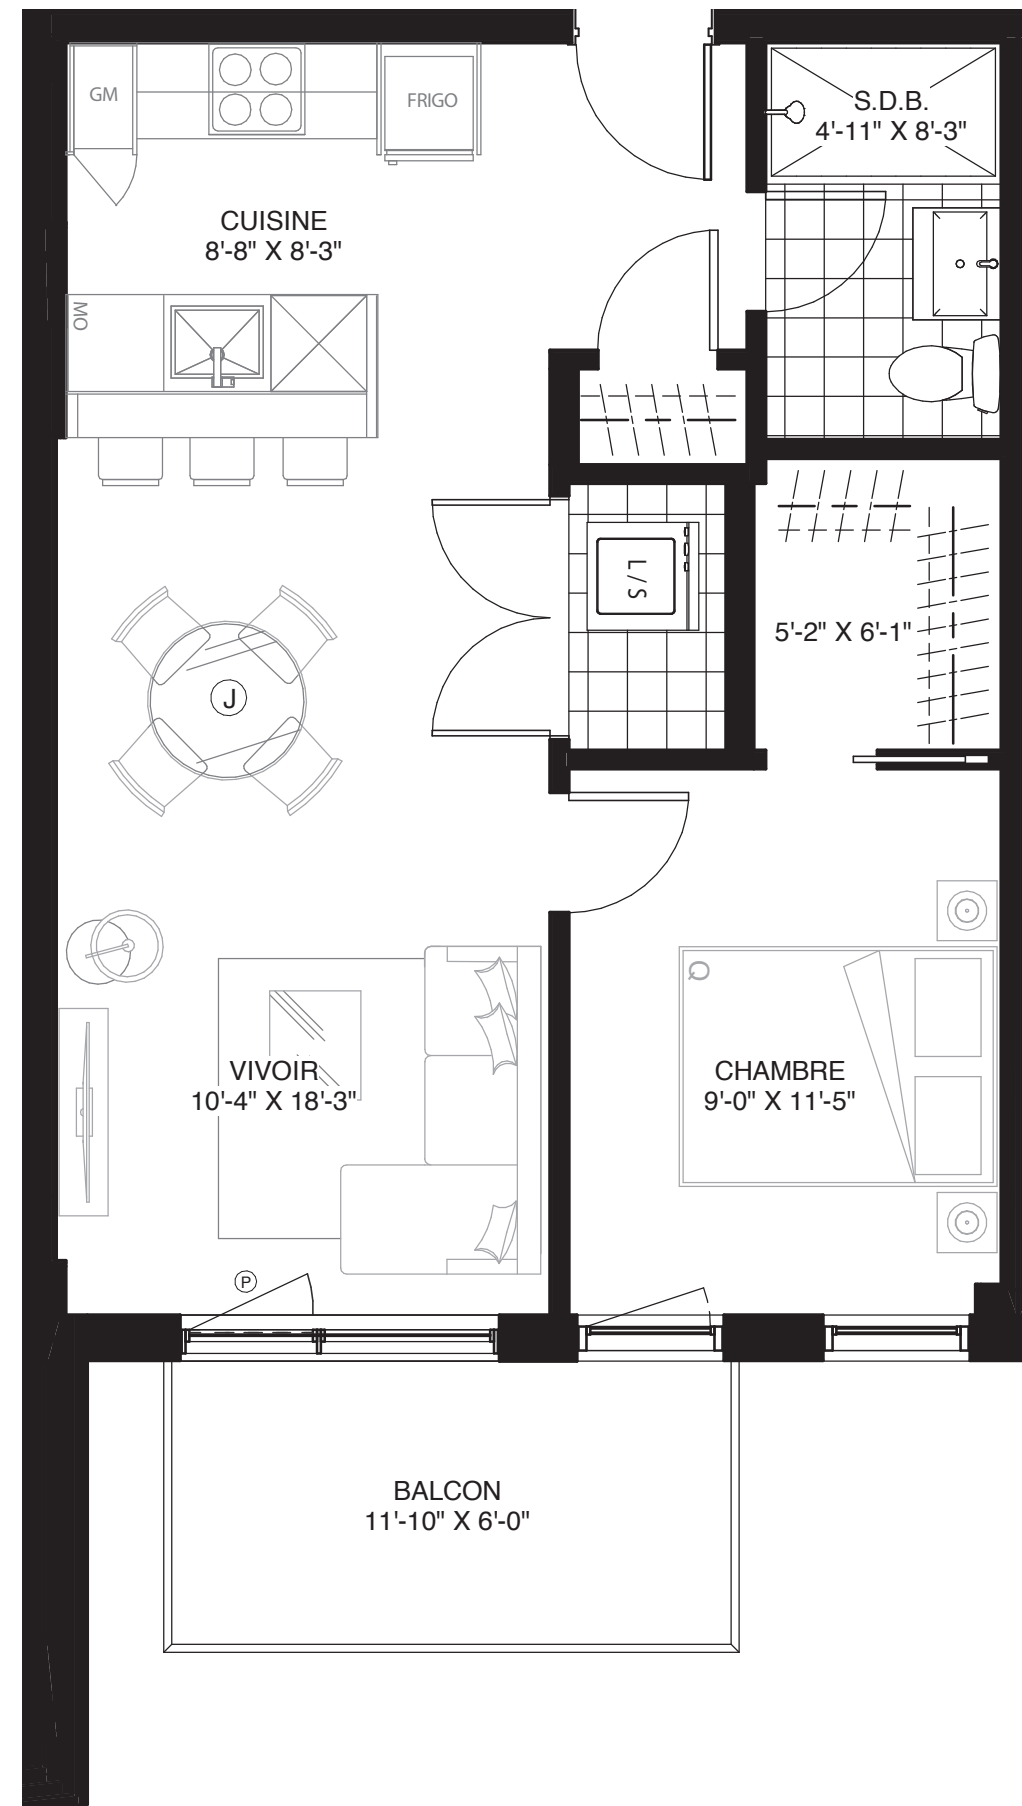 GM
FRIGO
S.D.B.
4'-11" X 8'-3"
CUISINE
8'-8" X 8'-3"
MO
L/S
5'-2" X 6'-1"
J
Q
VIVOIR
10'-4" X 18'-3"
CHAMBRE
9'-0" X 11'-5"
P
BALCON
11'-10" X 6'-0"